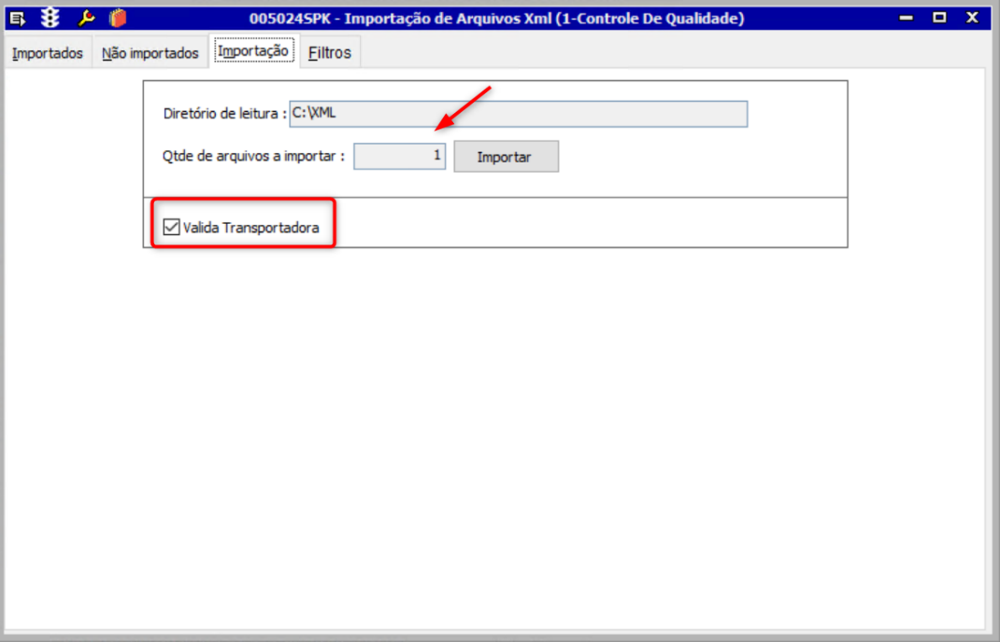 005024SPK - Importação de Arquivos Xml (1-Controle De Qualidade)
Importados Não importados Importação Filtros
Diretório de leitura : C:\XML
Qtde de arquivos a importar : 1 Importar
Valida Transportadora